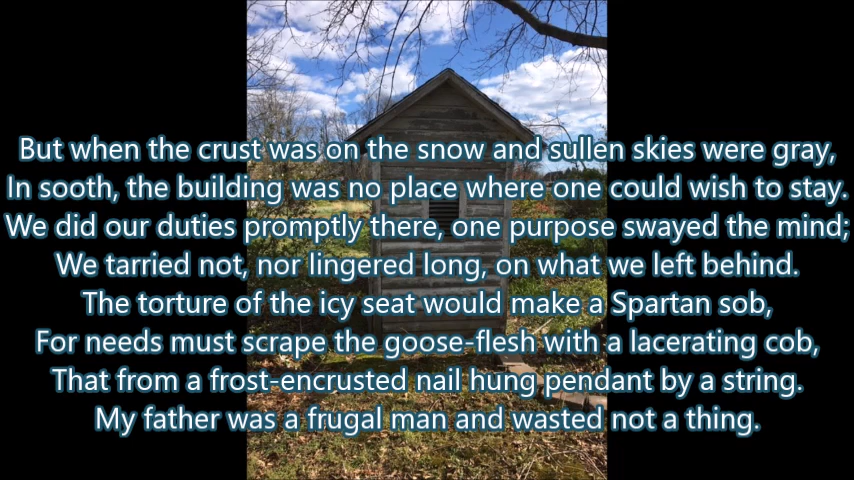 But when the crust was on the snow and sullen skies were gray,
In sooth, the building was no place where one could wish to stay.
We did our duties promptly there, one purpose swayed the mind;
We tarried not, nor lingered long, on what we left behind.
The torture of the icy seat would make a Spartan sob,
For needs must scrape the goose-flesh with a lacerating cob,
That from a frost-encrusted nail hung pendant by a string.
My father was a frugal man and wasted not a thing.